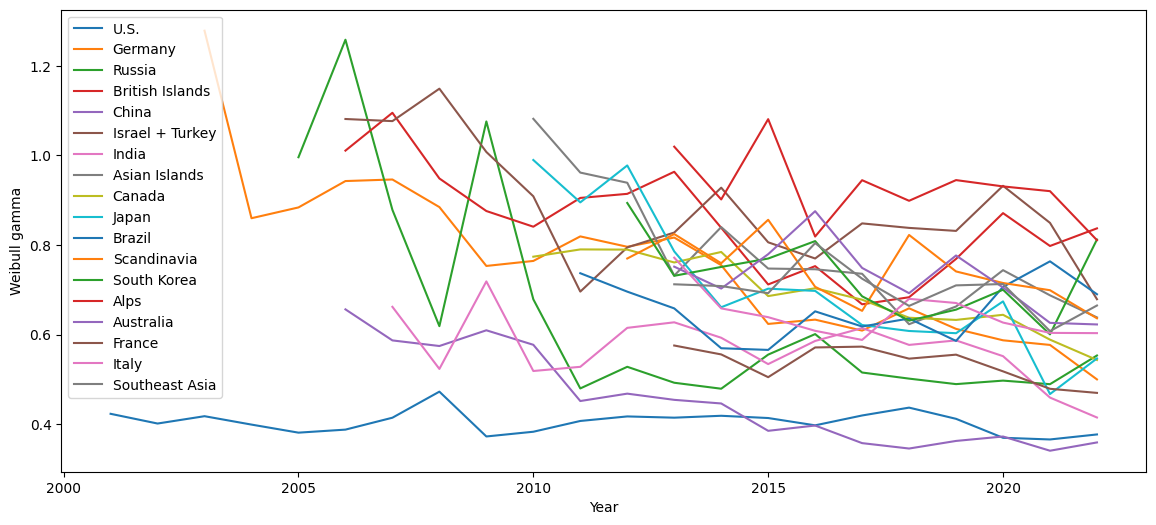 U.S.
Germany
Russia
British Islands
China
Israel + Turkey
India
Asian Islands
Canada
Japan
Brazil
Scandinavia
South Korea
Alps
Australia
France
Italy
Southeast Asia
Weibull gamma
1.2
1.0
0.8
0.6
0.4
2000
2005
2010
2015
2020
Year